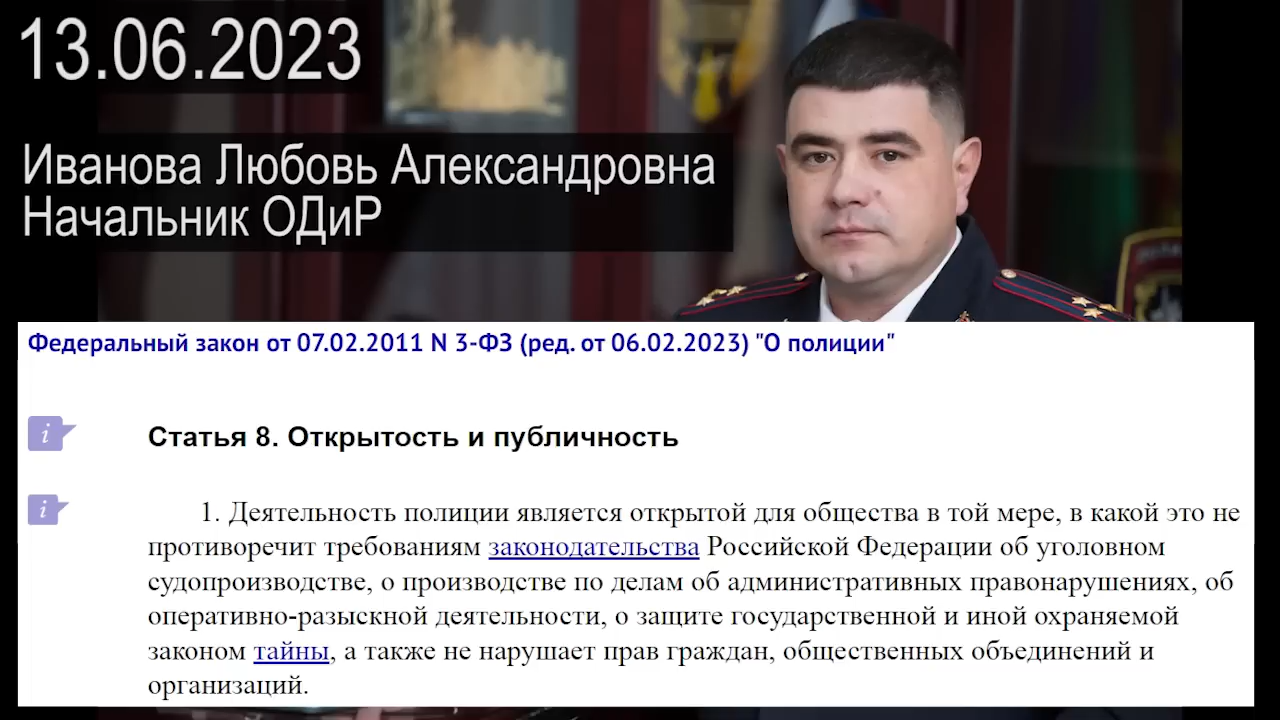 13.06.2023
Иванова Любовь Александровна
Начальник ОДиР
Федеральный закон от 07.02.2011 N 3-ФЗ (ред. от 06.02.2023) "О полиции"
i
Статья 8. Открытость и публичность
i
1. Деятельность полиции является открытой для общества в той мере, в какой это не
противоречит требованиям законодательства Российской Федерации об уголовном
судопроизводстве, о производстве по делам об административных правонарушениях, об
оперативно-разыскной деятельности, о защите государственной и иной охраняемой
законом тайны, а также не нарушает прав граждан, общественных объединений и
организаций.